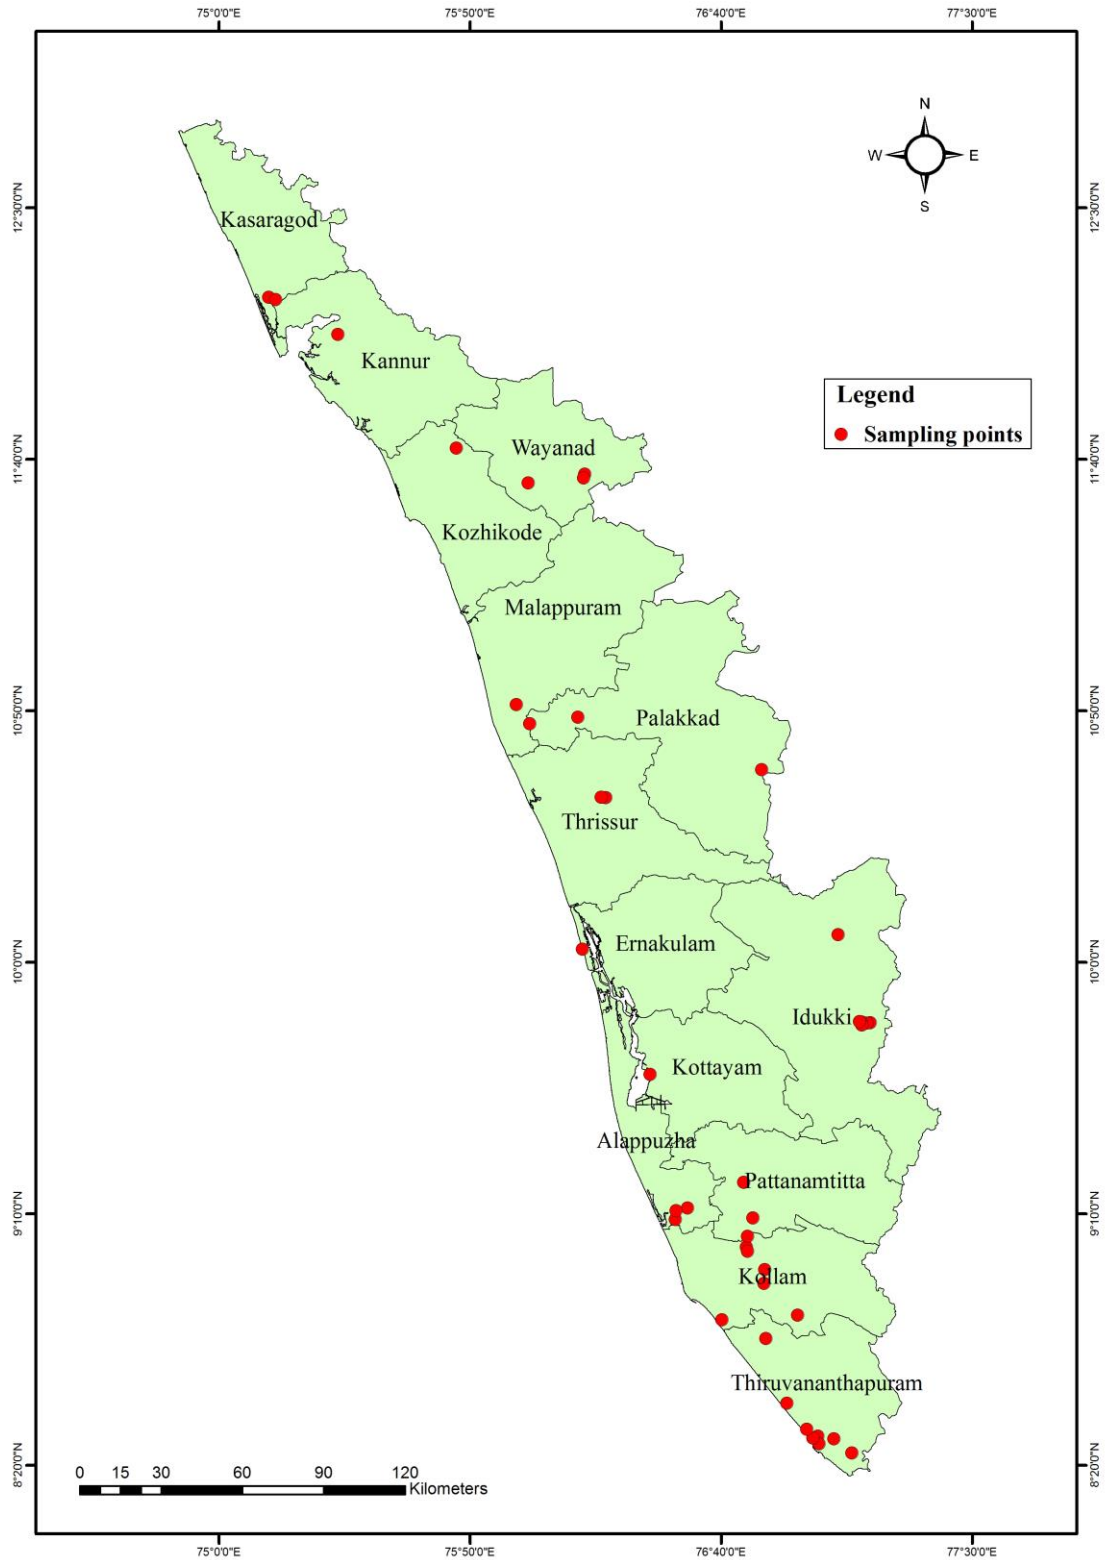 75°0'0"E 75°50'0"E 76°40'0"E 77°30'0"E
N
W E
S
12°30'0"N 12°30'0"N
Kasaragod
Kannur
Legend
Sampling points
Wayanad
11°40'0"N 11°40'0"N
Kozhikode
Malappuram
10°50'0"N 10°50'0"N
Palakkad
Thrissur
Ernakulam
10°0'0"N 10°0'0"N
Idukki
Kottayam
Alappuzha
Pattanamtitta
9°10'0"N 9°10'0"N
Kollam
Thiruvananthapuram
8°20'0"N 8°20'0"N
0 15 30 60 90 120
Kilometers
75°0'0"E 75°50'0"E 76°40'0"E 77°30'0"E